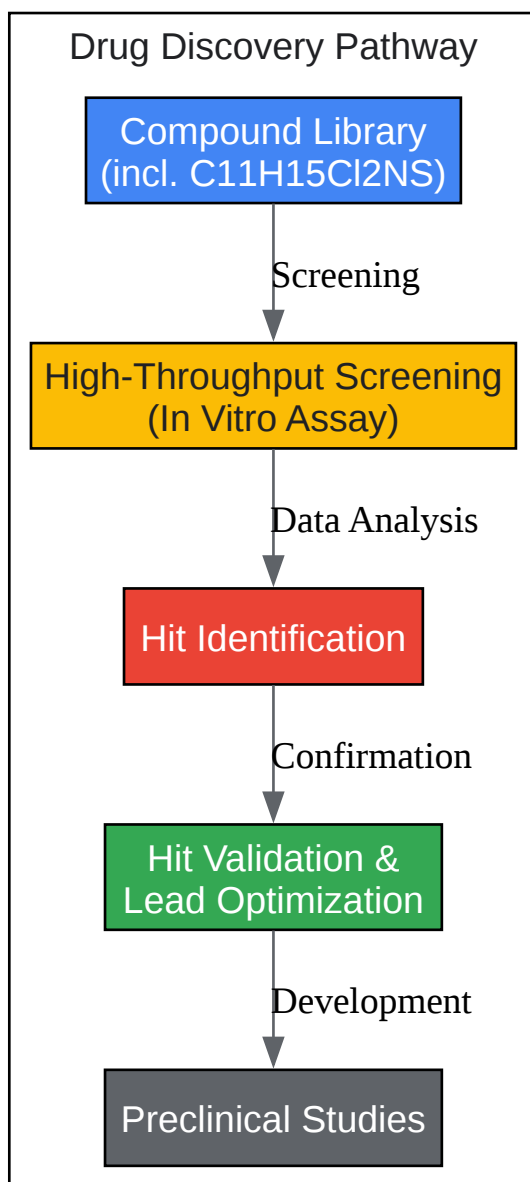 Drug Discovery Pathway
Compound Library
(incl. C11H15Cl2NS)
Screening
High-Throughput Screening
(In Vitro Assay)
Data Analysis
Hit Identification
Confirmation
Hit Validation &
Lead Optimization
Development
Preclinical Studies